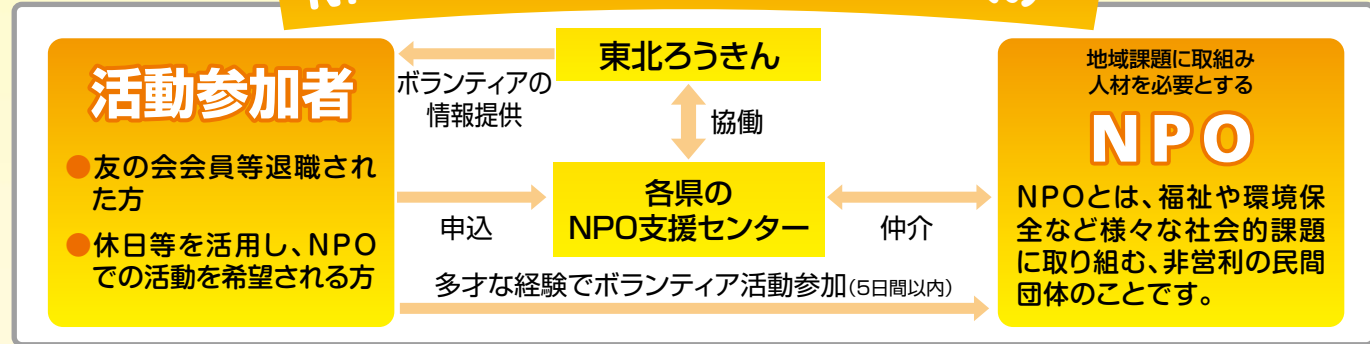 活動参加者
●友の会会員等退職され
た方
●休日等を活用し、NPO
での活動を希望される方
ボランティアの
情報提供
東北ろうきん
協働
申込
各県の
NPO支援センター
仲介
多才な経験でボランティア活動参加(5日間以内)
地域課題に取組み
人材を必要とする
NPO
NPOとは、福祉や環境保
全など様々な社会的課題
に取り組む、非営利の民間
団体のことです。